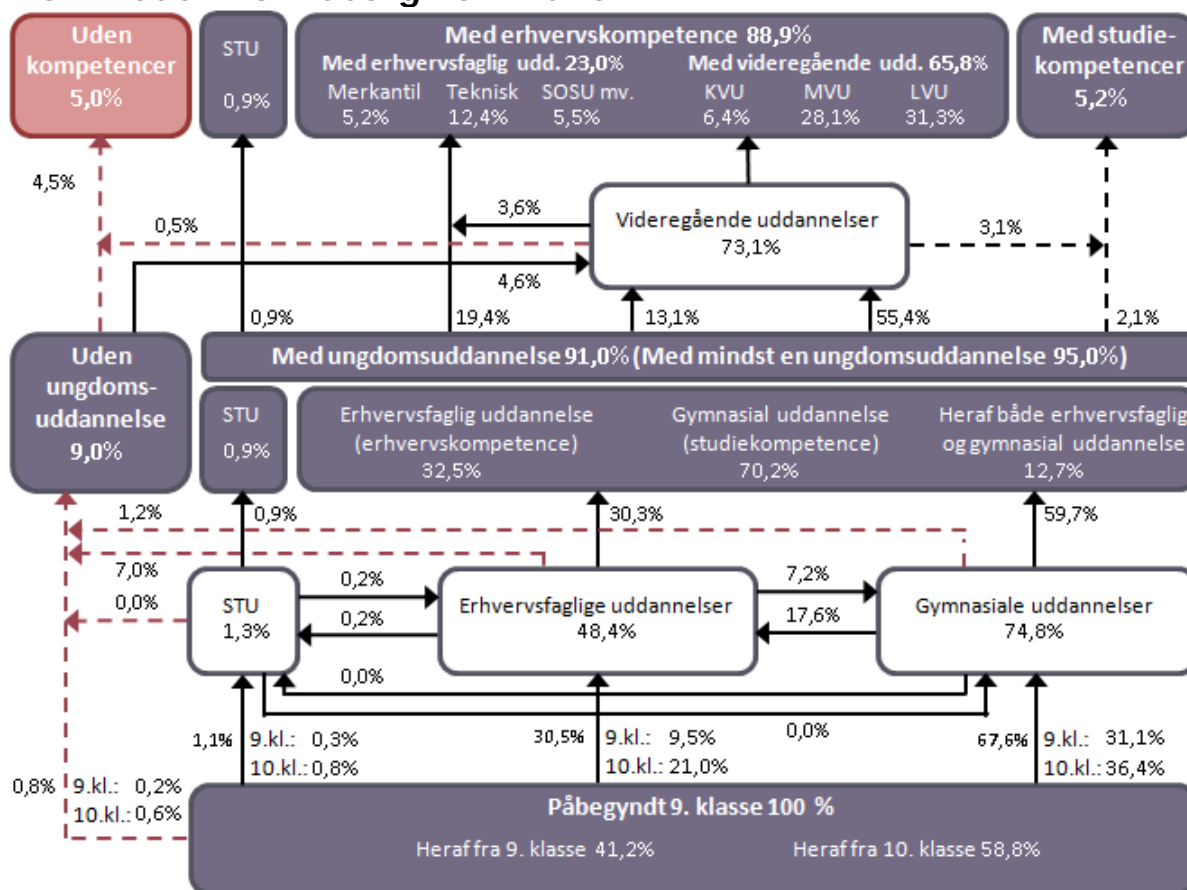 Uden
kompetencer
5,0%
STU
0,9%
Med erhvervskompetence 88,9%
Med erhvervsfaglig udd. 23,0%
Med videregående udd. 65,8%
Merkantil
Teknisk
SOSU mv.
KVU
MVU
LVU
5,2%
12,4%
5,5%
6,4%
28,1%
31,3%
Med studie-
kompetencer
5,2%
4,5%
0,5%
3,6%
Videregående uddannelser
73,1%
3,1%
4,6%
0,9%
19,4%
13,1%
55,4%
2,1%
Uden
ungdoms-
uddannelse
9,0%
Med ungdomsuddannelse 91,0% (Med mindst en ungdomsuddannelse 95,0%)
STU
0,9%
Erhvervsfaglig uddannelse
(erhvervskompetence)
32,5%
Gymnasial uddannelse
(studiekompetence)
70,2%
Heraf både erhvervsfaglig
og gymnasial uddannelse
12,7%
1,2%
0,9%
30,3%
59,7%
7,0%
0,0%
STU
1,3%
0,2%
0,2%
Erhvervsfaglige uddannelser
48,4%
7,2%
17,6%
Gymnasiale uddannelser
74,8%
0,0%
0,0%
1,1%
9.kl.: 0,3%
10.kl.: 0,8%
30,5%
9.kl.: 9,5%
10.kl.: 21,0%
67,6%
9.kl.: 31,1%
10.kl.: 36,4%
0,8%
9.kl.: 0,2%
10.kl.: 0,6%
Påbegyndt 9. klasse 100 %
Heraf fra 9. klasse 41,2%
Heraf fra 10. klasse 58,8%